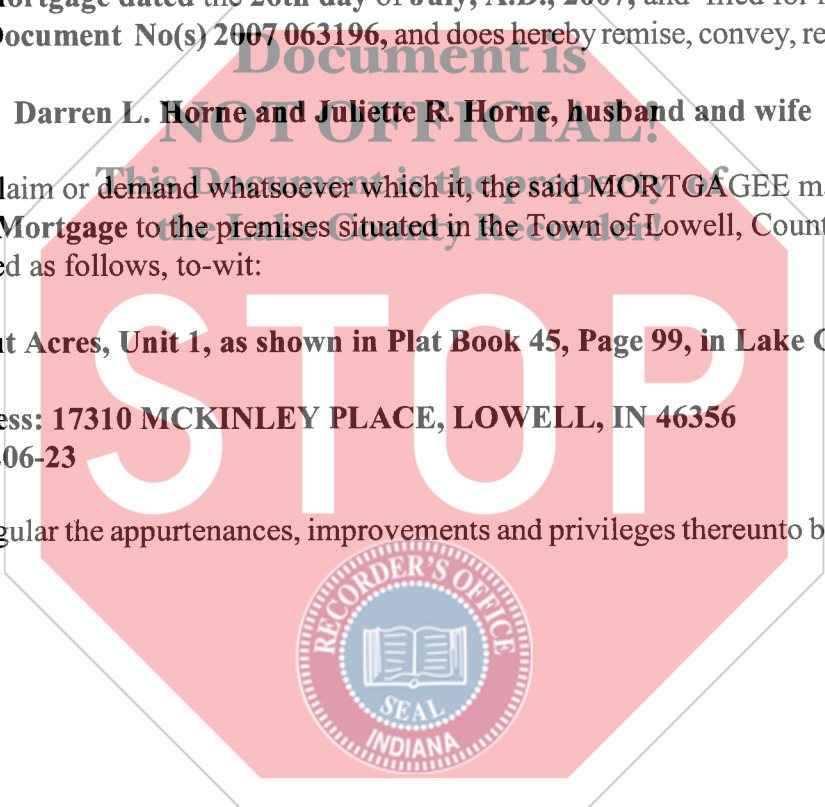 ortgage dated the 26th day of July, A.D., 2007, and filed for
ocument No(s) 2007 063196, and does hereby remise, convey, re
Document is
Darren L. Horne and Juliette R. Horne, husband and wife
NOT OFFICIAL!
This Document is the property of
laim or demand whatsoever which it, the said MORTGAGEE m
the Lake County Recorder!
Mortgage to the premises situated in the Town of Lowell, Count
ed as follows, to-wit:
STOP
t Acres, Unit 1, as shown in Plat Book 45, Page 99, in Lake C
ess: 17310 MCKINLEY PLACE, LOWELL, IN 46356
06-23
gular the appurtenances, improvements and privileges thereunto b
RECORDER'S OFFICE
SEAL
INDIANA